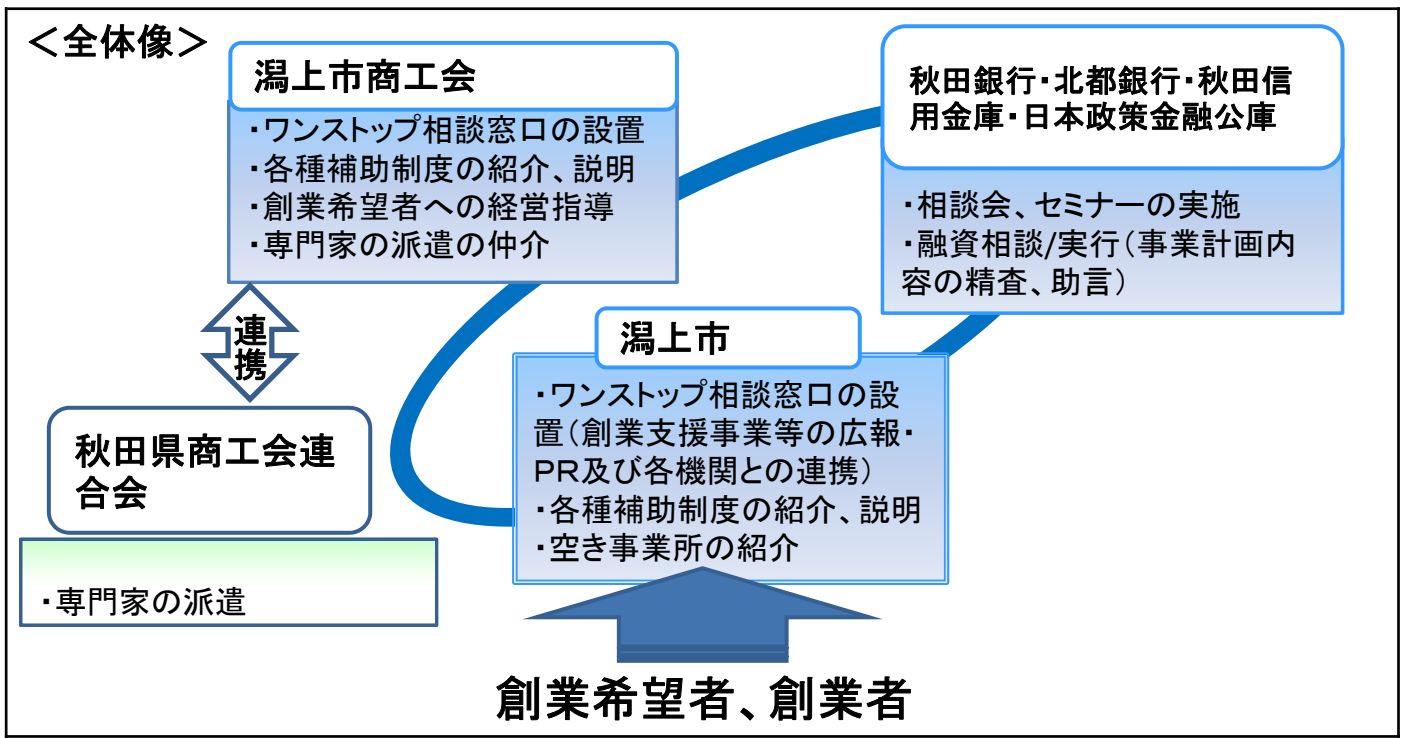 ＜全体像＞
潟上市商工会
・ワンストップ相談窓口の設置
・各種補助制度の紹介、説明
・創業希望者への経営指導
・専門家の派遣の仲介
秋田銀行・北都銀行・秋田信
用金庫・日本政策金融公庫
・相談会、セミナーの実施
・融資相談/実行（事業計画内
容の精査、助言）
連
携
秋田県商工会連
合会
・専門家の派遣
潟上市
・ワンストップ相談窓口の設
置（創業支援事業等の広報・
ＰＲ及び各機関との連携）
・各種補助制度の紹介、説明
・空き事業所の紹介
創業希望者、創業者